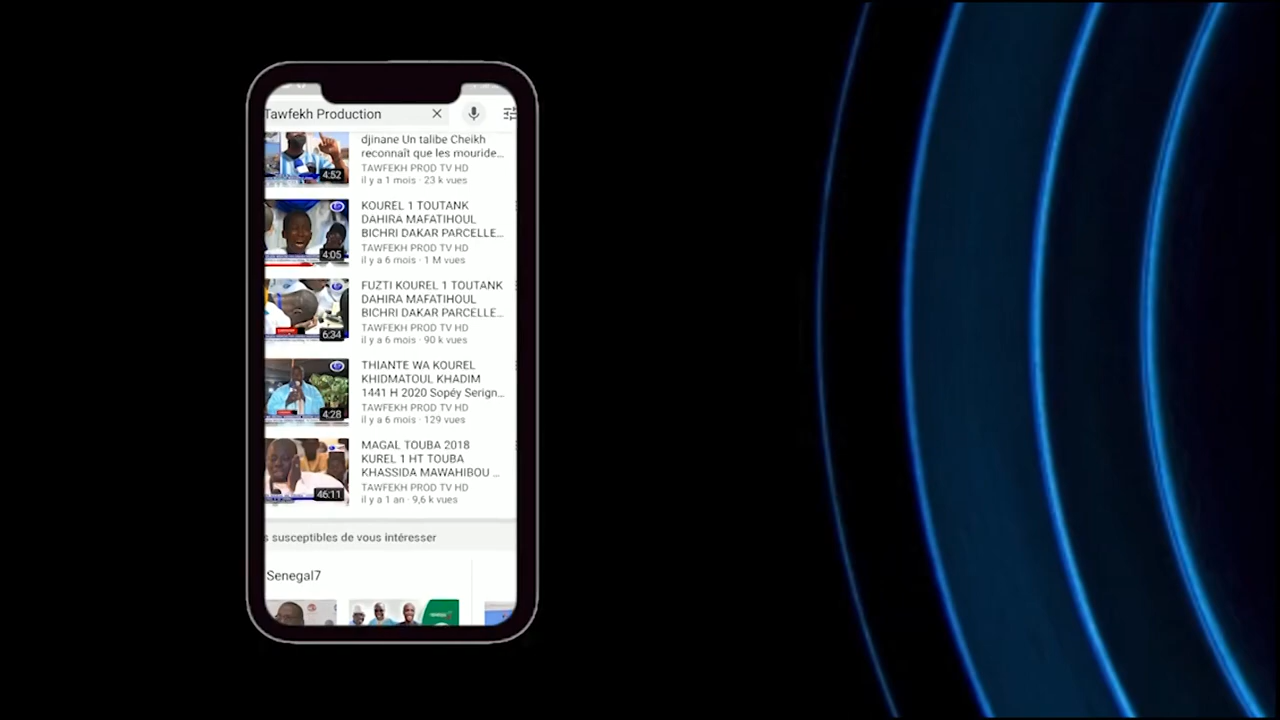 Tawfekh Production
djinane Un talibe Cheikh
reconnaît que les mouride...
TAWFEKH PROD TV HD
il y a 1 mois · 23 k vues
4:52
KOUREL 1 TOUTANK
DAHIRA MAFATIHOUL
BICHRI DAKAR PARCELLE...
TAWFEKH PROD TV HD
il y a 6 mois · 1 M vues
4:05
FUZTI KOUREL 1 TOUTANK
DAHIRA MAFATIHOUL
BICHRI DAKAR PARCELLE...
TAWFEKH PROD TV HD
il y a 6 mois · 90 k vues
6:34
THIANTE WA KOUREL
KHIDMATOUL KHADIM
1441 H 2020 Sopéy Serign...
TAWFEKH PROD TV HD
il y a 6 mois · 129 vues
4:28
MAGAL TOUBA 2018
KUREL 1 HT TOUBA
KHASSIDA MAWAHIBOU ...
TAWFEKH PROD TV HD
il y a 1 an · 9,6 k vues
46:11
s susceptibles de vous intéresser
Senegal7